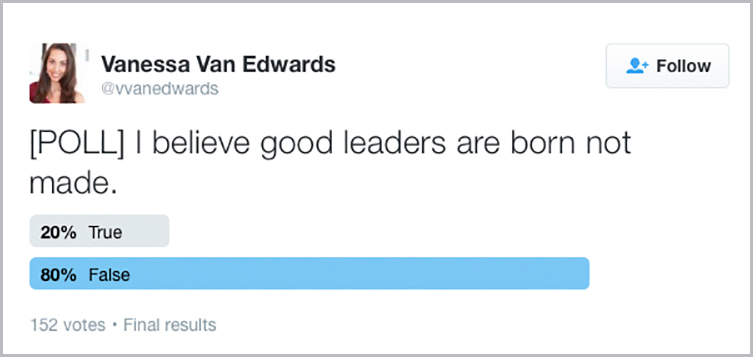 Vanessa Van Edwards
@vvanedwards
Follow
[POLL] I believe good leaders are born not
made.
20% True
80% False
152 votes • Final results